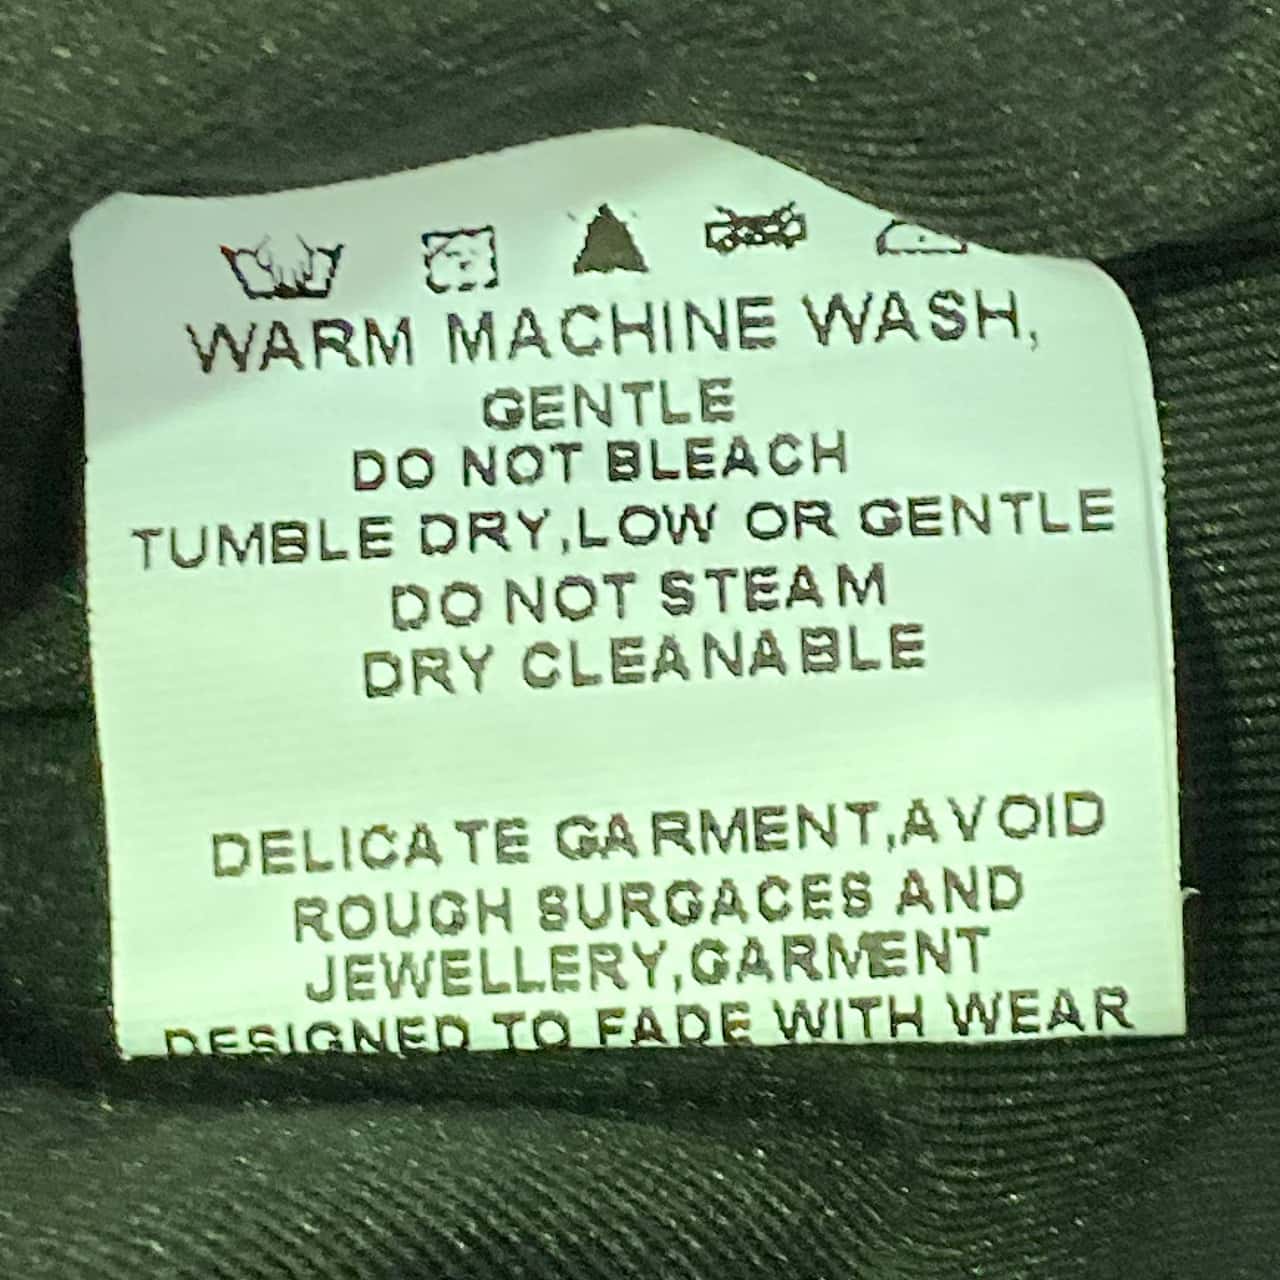 WARM MACHINE WASH,
GENTLE
DO NOT BLEACH
TUMBLE DRY,LOW OR GENTLE
DO NOT STEAM
DRY CLEANABLE
DELICATE GARMENT,AVOID
ROUGH SURGACES AND
JEWELLERY,GARMENT
DESIGNED TO FADE WITH WEAR